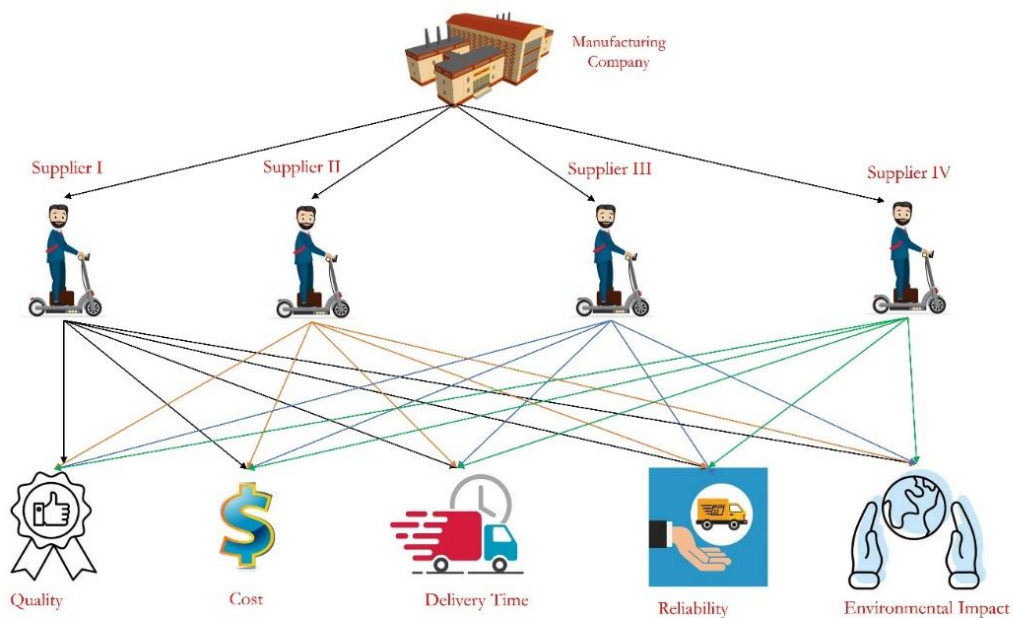 Manufacturing
Company
Supplier I
Supplier II
Supplier III
Supplier IV
Quality
Cost
Delivery Time
Reliability
Environmental Impact